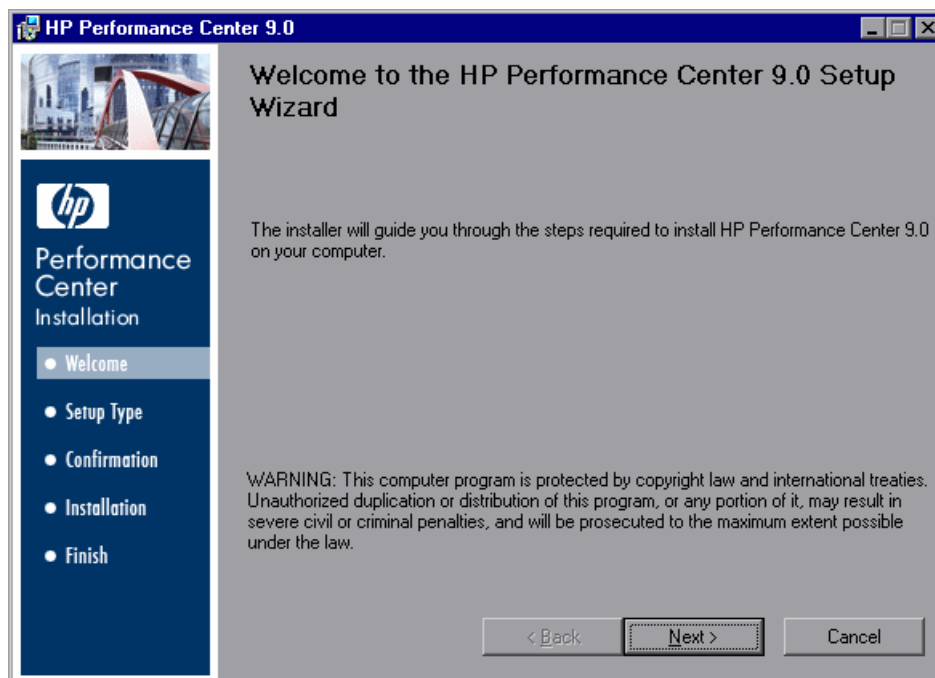 HP Performance Center 9.0
Welcome to the HP Performance Center 9.0 Setup
Wizard
hp
Performance
Center
Installation
Welcome
Setup Type
Confirmation
Installation
Finish
The installer will guide you through the steps required to install HP Performance Center 9.0
on your computer.
WARNING: This computer program is protected by copyright law and international treaties.
Unauthorized duplication or distribution of this program, or any portion of it, may result in
severe civil or criminal penalties, and will be prosecuted to the maximum extent possible
under the law.
< Back
Next >
Cancel